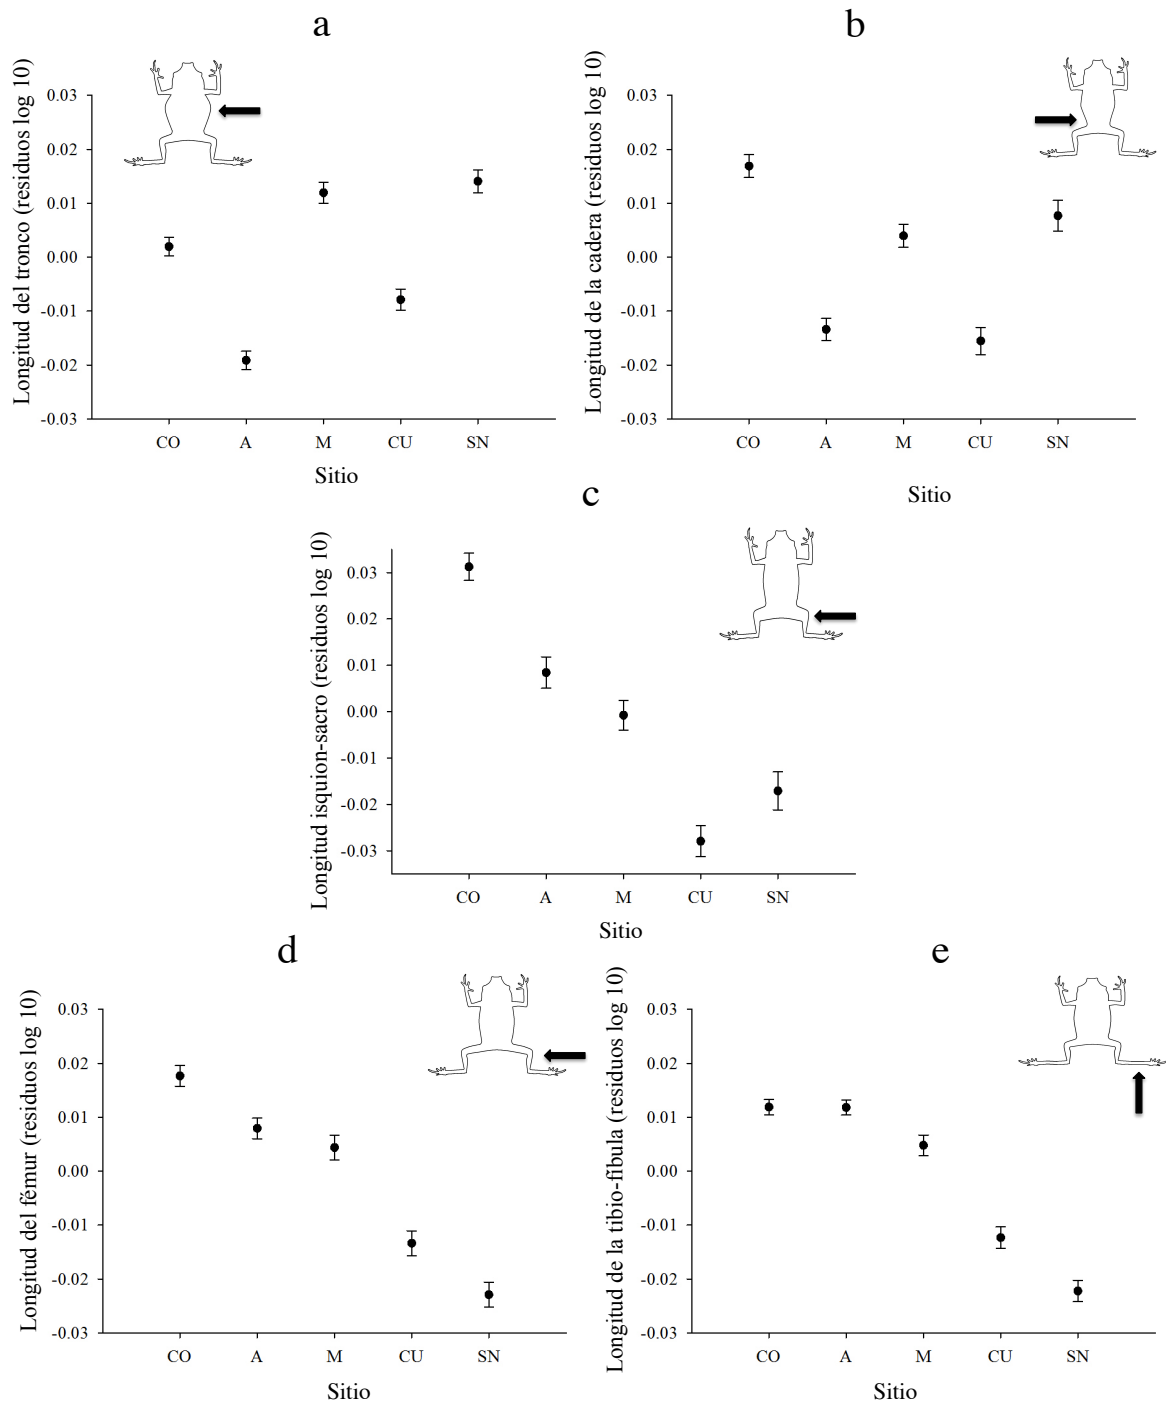 a
Longitud del tronco (residuos log 10)
0.03
0.02
0.01
0.00
-0.01
-0.02
-0.03
CO A M CU SN
Sitio
b
Longitud de la cadera (residuos log 10)
0.03
0.02
0.01
0.00
-0.01
-0.02
-0.03
CO A M CU SN
Sitio
c
Longitud isquion-sacro (residuos log 10)
0.03
0.02
0.01
0.00
-0.01
-0.02
-0.03
CO A M CU SN
Sitio
d
Longitud del fémur (residuos log 10)
0.03
0.02
0.01
0.00
-0.01
-0.02
-0.03
CO A M CU SN
Sitio
e
Longitud de la tibio-fíbula (residuos log 10)
0.03
0.02
0.01
0.00
-0.01
-0.02
-0.03
CO A M CU SN
Sitio